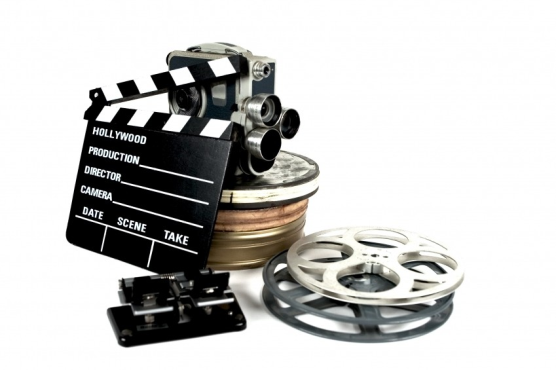 HOLLYWOOD
PRODUCTION
DIRECTOR
CAMERA
DATE SCENE TAKE